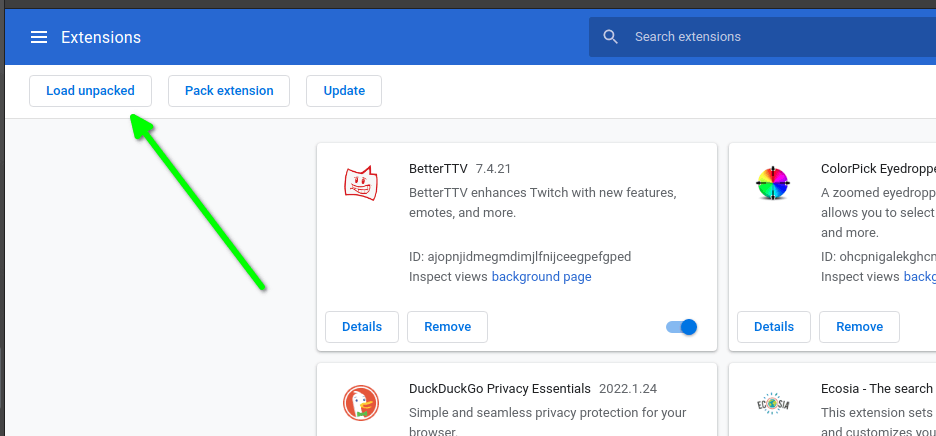 Extensions
Search extensions
Load unpacked
Pack extension
Update
BetterTTV 7.4.21
BetterTTV enhances Twitch with new features,
emotes, and more.
ID: ajopnjidmegmdimjlfnijceegpefgped
Inspect views background page
Details
Remove
ColorPick Eyedroppe
A zoomed eyedropp
allows you to select
and more.
ID: ohcpnigalekghcn
Inspect views backg
Details
Remove
DuckDuckGo Privacy Essentials 2022.1.24
Simple and seamless privacy protection for your
browser.
ECOSIA
Ecosia - The search
This extension sets
and customizes you